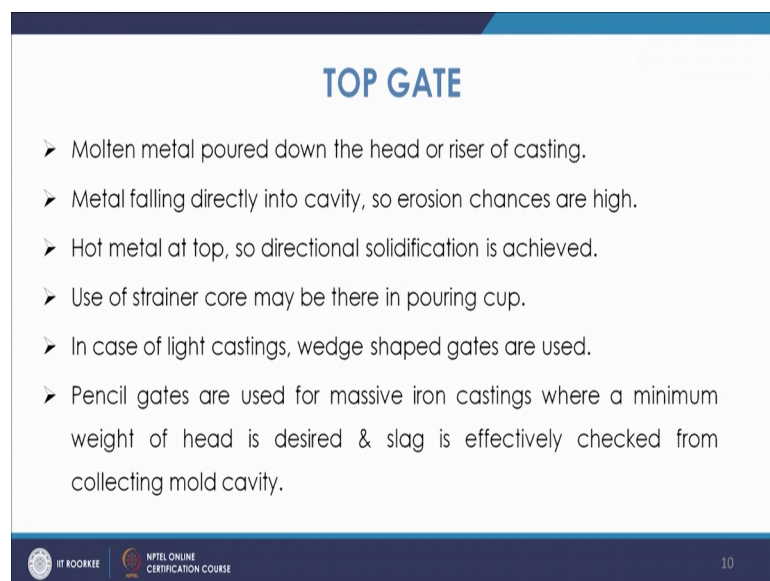 TOP GATE
➢ Molten metal poured down the head or riser of casting.
➢ Metal falling directly into cavity, so erosion chances are high.
➢ Hot metal at top, so directional solidification is achieved.
➢ Use of strainer core may be there in pouring cup.
➢ In case of light castings, wedge shaped gates are used.
➢ Pencil gates are used for massive iron castings where a minimum
weight of head is desired & slag is effectively checked from
collecting mold cavity.
IIT ROORKEE
NPTEL
NPTEL ONLINE
CERTIFICATION COURSE
10